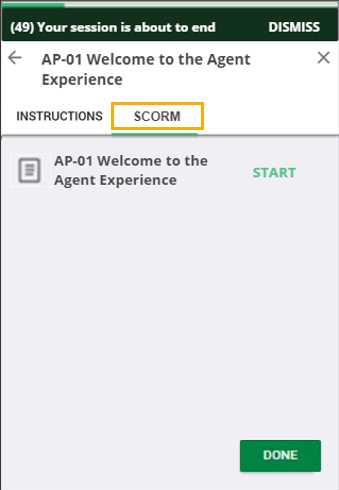 (49) Your session is about to end DISMISS
AP-01 Welcome to the Agent
Experience
INSTRUCTIONS SCORM
AP-01 Welcome to the
Agent Experience
START
DONE